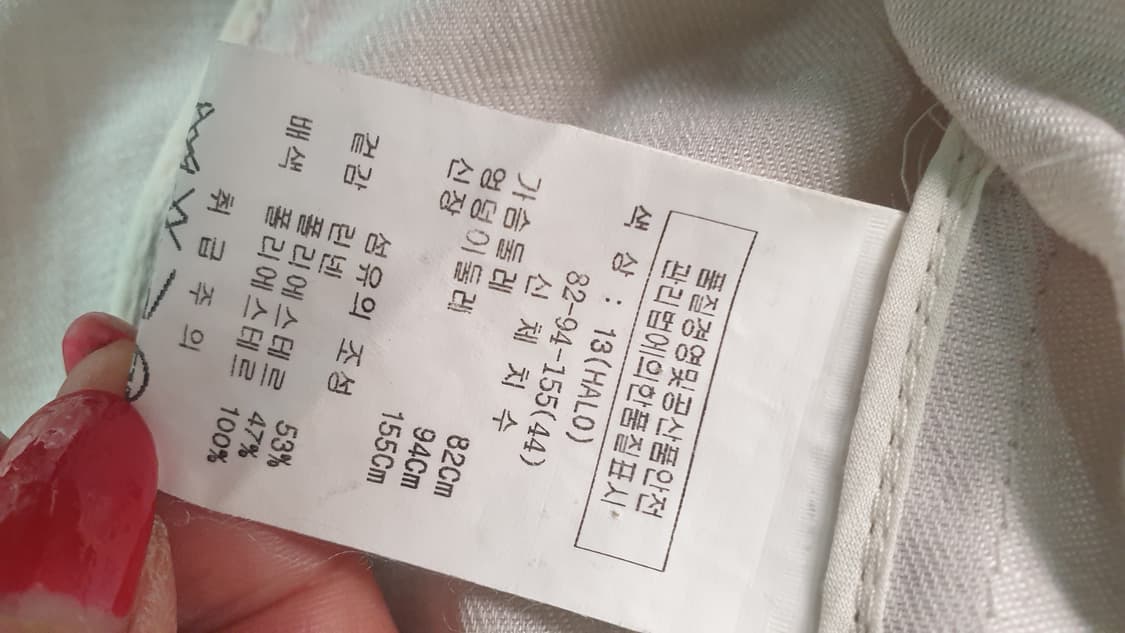 품질경영및공산품안전
관리법에의한품질표시
색 상 : 13(HALO)
82-94-155(44)
신 체 치 수
가슴둘레 82Cm
엉덩이둘레 94Cm
신장 155Cm
섬유의 조성
겉감 린넨 53%
폴리에스테르 47%
배색 폴리에스터르 100%
취 급 주 의